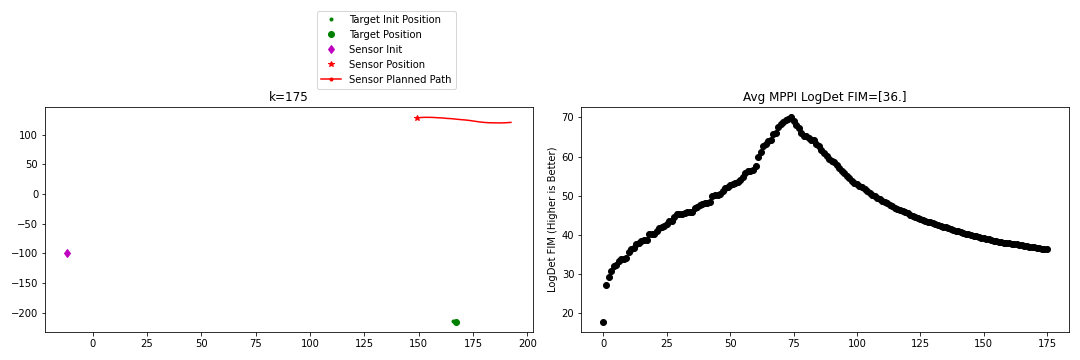 Target Init Position
Target Position
Sensor Init
Sensor Position
Sensor Planned Path
k=175
100
50
0
−50
−100
−150
−200
0 25 50 75 100 125 150 175 200
Avg MPPI LogDet FIM=[36.]
LogDet FIM (Higher is Better)
70
60
50
40
30
20
0 25 50 75 100 125 150 175